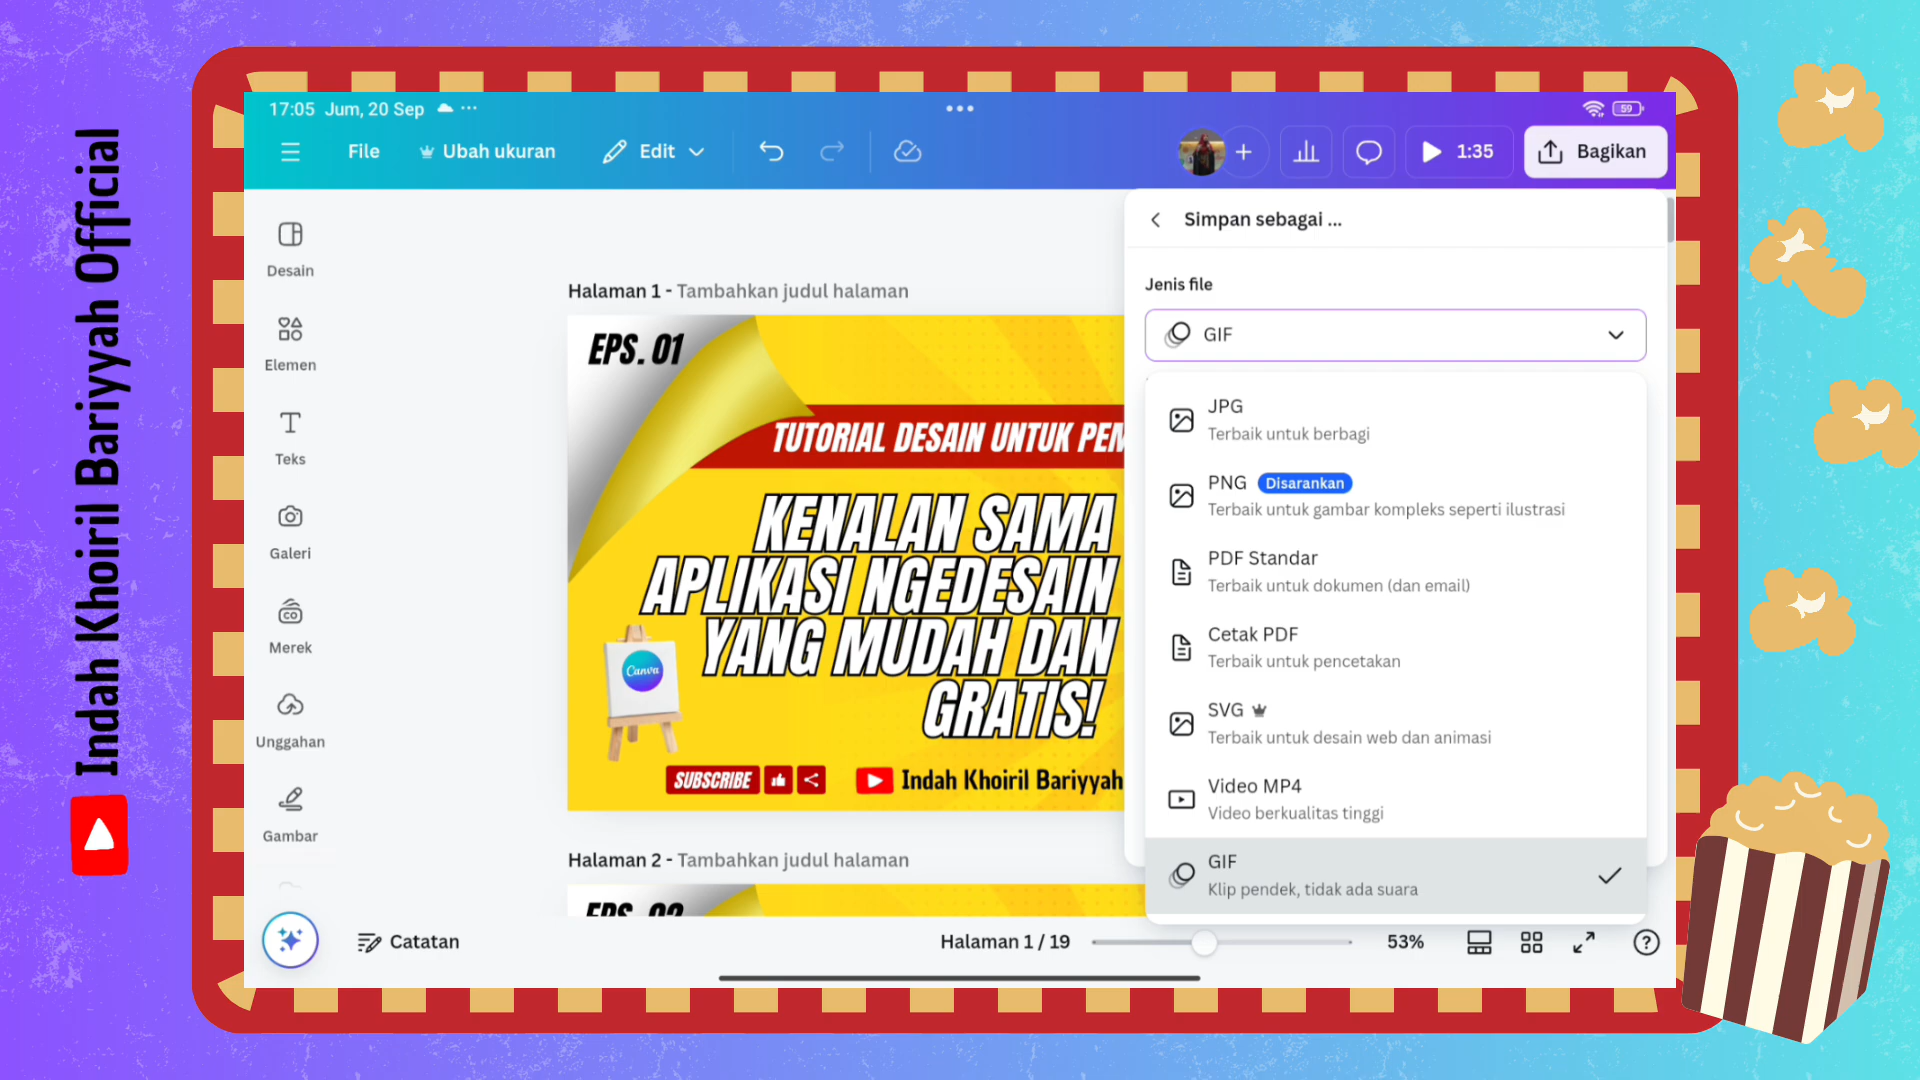 Indah Khoiril Bariyyah Official
17:05 Jum, 20 Sep
59
File
Ubah ukuran
Edit
1:35
Bagikan
Desain
Elemen
Teks
Galeri
Merek
Unggahan
Gambar
Halaman 1 - Tambahkan judul halaman
EPS. 01
TUTORIAL DESAIN UNTUK PEM
KENALAN SAMA
APLIKASI NGEDESAIN
YANG MUDAH DAN
GRATIS!
Canva
SUBSCRIBE
Indah Khoiril Bariyyah
Halaman 2 - Tambahkan judul halaman
EPS. 02
Simpan sebagai ...
Jenis file
GIF
JPG
Terbaik untuk berbagi
PNG Disarankan
Terbaik untuk gambar kompleks seperti ilustrasi
PDF Standar
Terbaik untuk dokumen (dan email)
Cetak PDF
Terbaik untuk pencetakan
SVG
Terbaik untuk desain web dan animasi
Video MP4
Video berkualitas tinggi
GIF
Klip pendek, tidak ada suara
Catatan
Halaman 1 / 19
53%